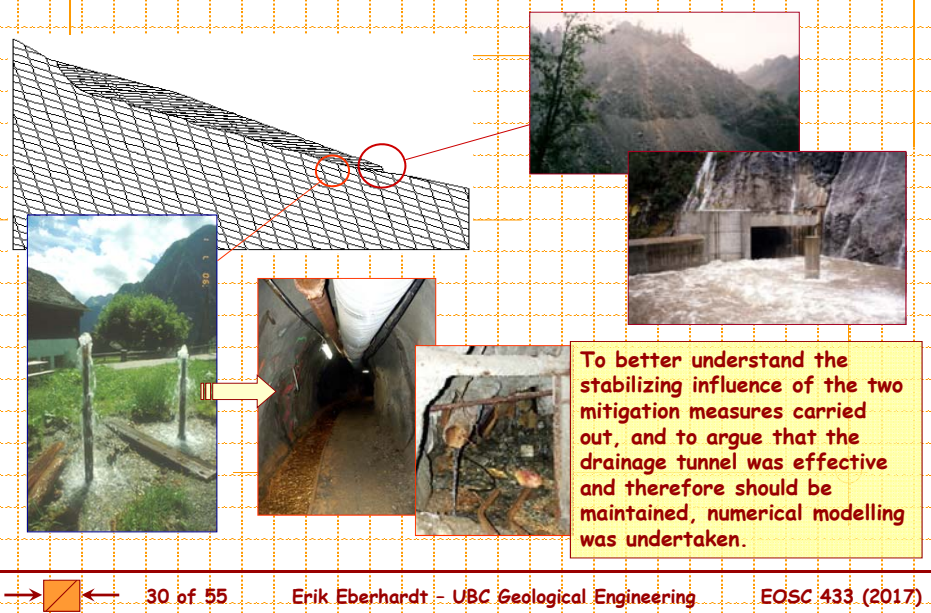 To better understand the
stabilizing influence of the two
mitigation measures carried
out, and to argue that the
drainage tunnel was effective
and therefore should be
maintained, numerical modelling
was undertaken.
30 of 55
Erik Eberhardt – UBC Geological Engineering
EOSC 433 (2017)